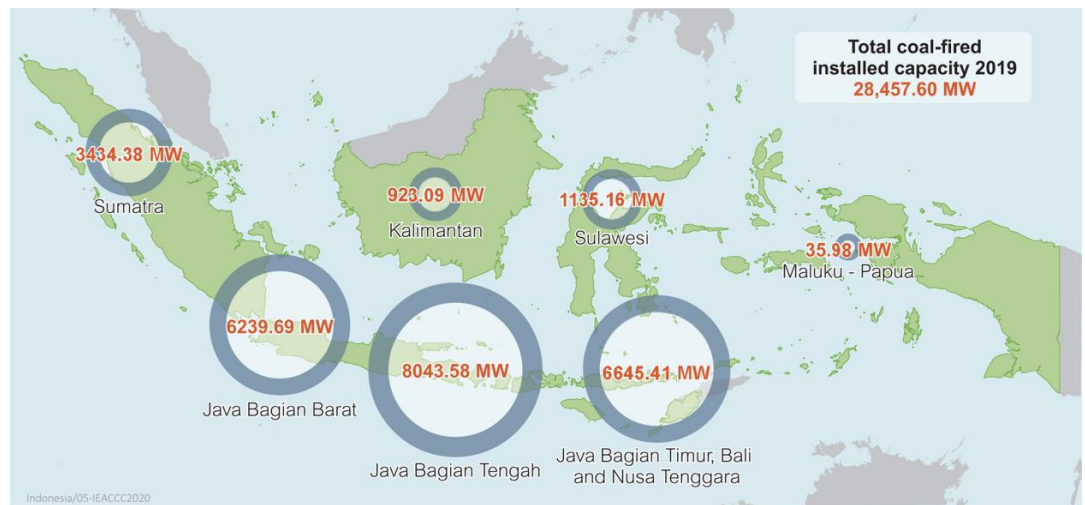 Total coal-fired
installed capacity 2019
28,457.60 MW
3434.38 MW
Sumatra
923.09 MW
Kalimantan
1135.16 MW
Sulawesi
35.98 MW
Maluku - Papua
6239.69 MW
Java Bagian Barat
8043.58 MW
Java Bagian Tengah
6645.41 MW
Java Bagian Timur, Bali
and Nusa Tenggara
Indonesia/05-IEACCC2020